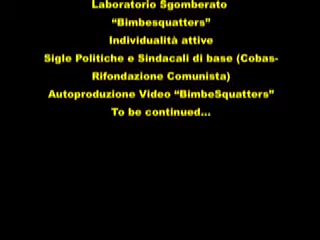 Laboratorio Sgomberato
“Bimbesquatters”
Individualità attive
Sigle Politiche e Sindacali di base (Cobas-
Rifondazione Comunista)
Autoproduzione Video “BimbeSquatters”
To be continued...